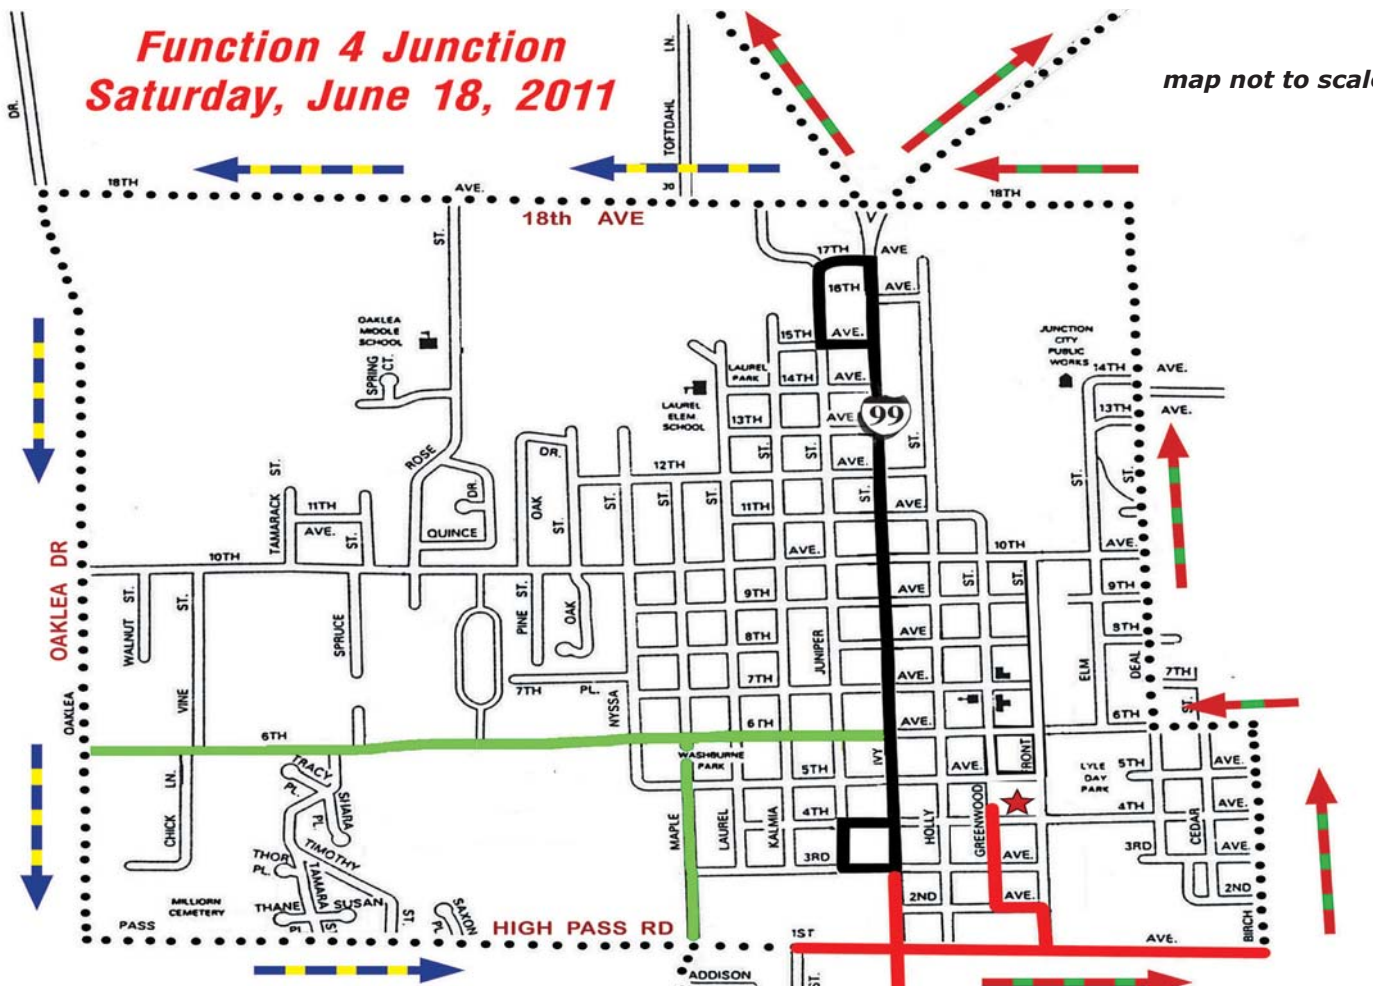 Function 4 Junction
Saturday, June 18, 2011
map not to scale
DR.
TOFTDAHL LN.
18TH
AVE.
18TH
18th AVE
17TH AVE
ST.
16TH AVE.
OAKLEA
MIDDLE
SCHOOL
15TH AVE.
JUNCTION
CITY
PUBLIC
WORKS
SPRING CT.
LAUREL
PARK
14TH AVE.
14TH AVE.
LAUREL
ELEM.
SCHOOL
13TH AVE.
99
ST.
13TH AVE.
ROSE
DR.
12TH AVE.
ST.
ST.
ST.
ST.
ST.
ST.
ST.
ST.
TAMARACK ST.
11TH
AVE.
ST.
DR.
QUINCE
OAK ST.
11TH AVE.
10TH
AVE.
10TH AVE.
OAKLEA DR
WALNUT ST.
ST.
PINE ST.
OAK
9TH AVE
ST.
ST.
9TH
SPRUCE
8TH AVE
8TH
JUNIPER
VINE
7TH PL.
NYSSA
7TH AVE.
ELM
DEAL
7TH
ST.
OAKLEA
6TH
6TH AVE.
6TH
WASHBURNE
PARK
IVY
FRONT
TRACY
PL.
5TH AVE.
LYLE
DAY
PARK
5TH AVE.
CHICK LN.
SHAIRA
PL.
4TH
4TH AVE.
MAPLE
LAUREL
KALMIA
HOLLY
GREENWOOD
CEDAR
THOR
PL.
TIMOTHY
3RD AVE.
3RD AVE.
MILLIORN
CEMETERY
TAMARA
ST.
THANE
PL.
SUSAN
ST.
SAXON
PL.
2ND AVE.
2ND
PASS
HIGH PASS RD
1ST
AVE.
BIRCH
ADDISON
ST.